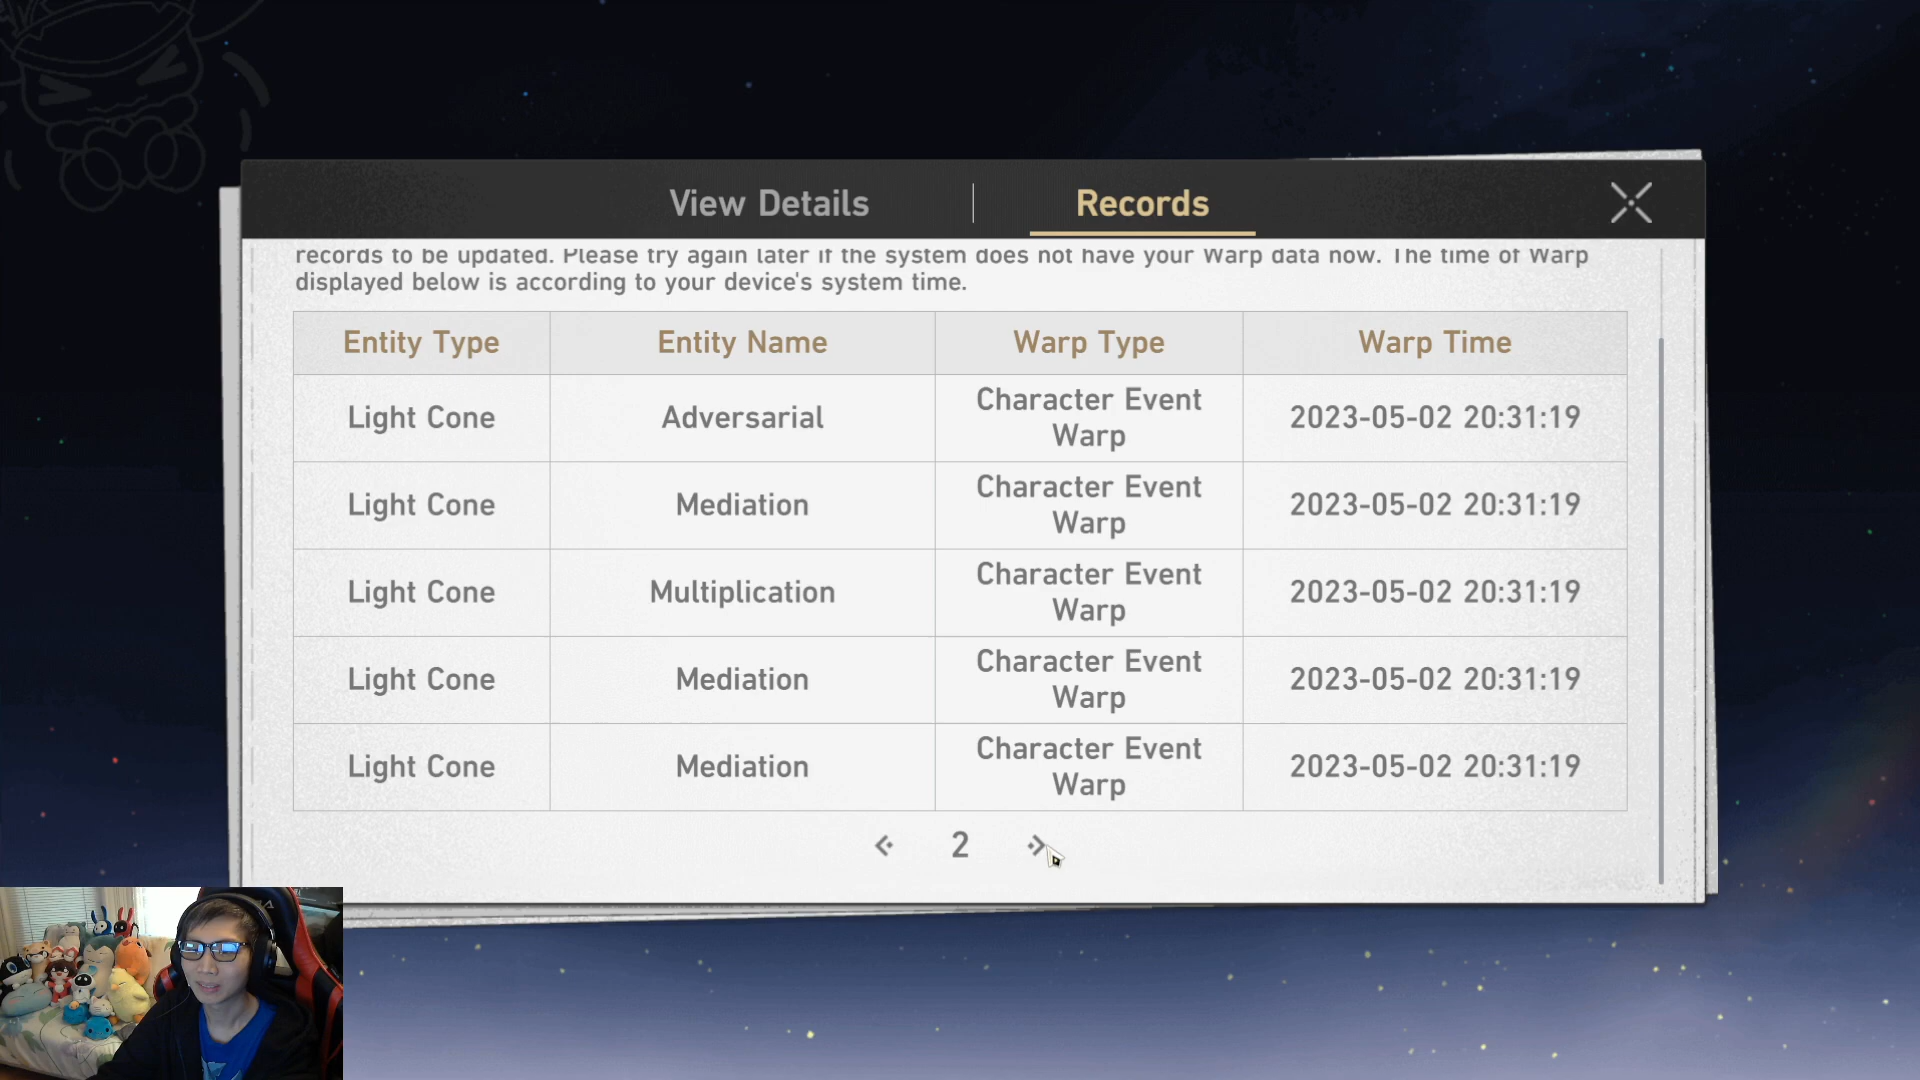 View Details
Records
records to be updated. Please try again later if the system does not have your Warp data now. The time of Warp
displayed below is according to your device's system time.
Entity Type Entity Name Warp Type Warp Time
Light Cone Adversarial Character Event Warp 2023-05-02 20:31:19
Light Cone Mediation Character Event Warp 2023-05-02 20:31:19
Light Cone Multiplication Character Event Warp 2023-05-02 20:31:19
Light Cone Mediation Character Event Warp 2023-05-02 20:31:19
Light Cone Mediation Character Event Warp 2023-05-02 20:31:19
2